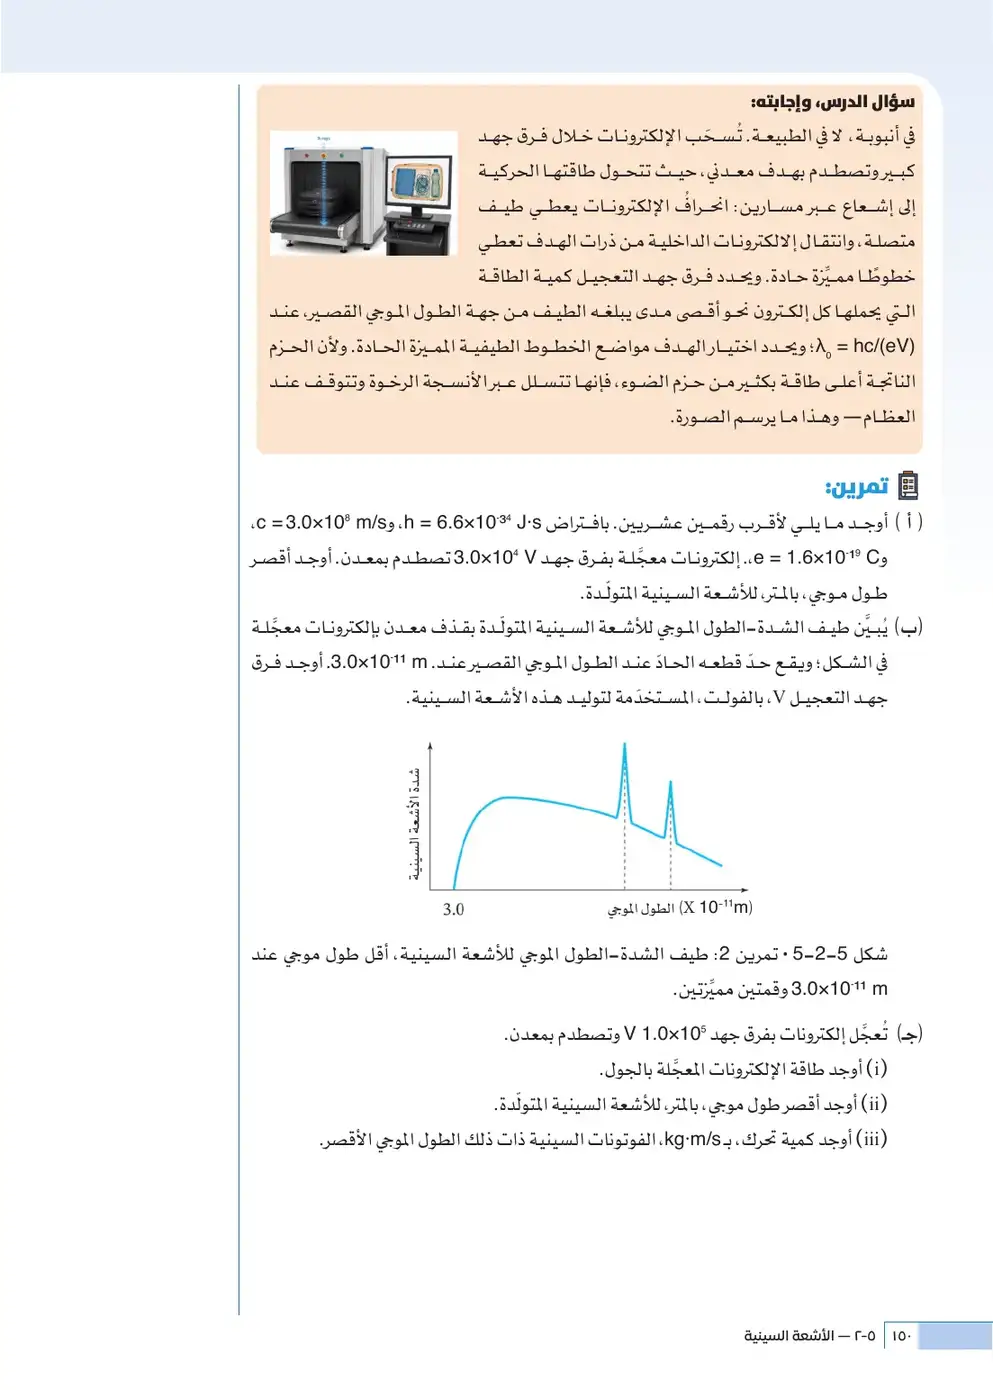 سؤال الدرس، وإجابته:
في أنبوبة، لا في الطبيعة. تُسحَب الإلكترونات خلال فرق جهد
كبير وتصطدم بهدف معدني، حيث تتحول طاقتها الحركية
إلى إشعاع عبر مسارين: انحرافُ الإلكترونات يعطي طيف
متصلة، وانتقال إلالكترونات الداخلية من ذرات الهدف تعطي
خطوطًا مميِّزة حادة. ويحدد فرق جهد التعجيل كمية الطاقة
التي يحملها كل إلكترون نحو أقصى مدى يبلغه الطيف من جهة الطول الموجي القصير، عند
λ₀ = hc/(eV)؛ ويحدد اختيار الهدف مواضع الخطوط الطيفية المميزة الحادة. ولأن الحزم
الناتجة أعلى طاقة بكثير من حزم الضوء، فإنها تتسلل عبر الأنسجة الرخوة وتتوقف عند
العظام — وهذا ما يرسم الصورة.
تمرين:
(أ) أوجد ما يلي لأقرب رقمين عشريين. بافتراض h = 6.6×10⁻³⁴ J·s، وc = 3.0×10⁸ m/s،
وe = 1.6×10⁻¹⁹ C،. إلكترونات معجَّلة بفرق جهد 3.0×10⁴ V تصطدم بمعدن. أوجد أقصر
طول موجي، بالمتر، للأشعة السينية المتولّدة.
(ب) يُبيَّن طيف الشدة–الطول الموجي للأشعة السينية المتولّدة بقذف معدن بإلكترونات معجَّلة
في الشكل؛ ويقع حدّ قطعه الحادّ عند الطول الموجي القصير عند. 3.0×10⁻¹¹ m. أوجد فرق
جهد التعجيل V، بالفولت، المستخدَمة لتوليد هذه الأشعة السينية.
شدة الأشعة السينية
3.0
الطول الموجي (X 10⁻¹¹m)
شكل 5–2–5 • تمرين 2: طيف الشدة–الطول الموجي للأشعة السينية، أقل طول موجي عند
3.0×10⁻¹¹ m وقمتين مميِّزتين.
(جـ) تُعجَّل إلكترونات بفرق جهد 1.0×10⁵ V وتصطدم بمعدن.
(i) أوجد طاقة الإلكترونات المعجَّلة بالجول.
(ii) أوجد أقصر طول موجي، بالمتر، للأشعة السينية المتولّدة.
(iii) أوجد كمية تحرك، بـ kg·m/s، الفوتونات السينية ذات ذلك الطول الموجي الأقصر.
١٥٠ ٥-٢ — الأشعة السينية